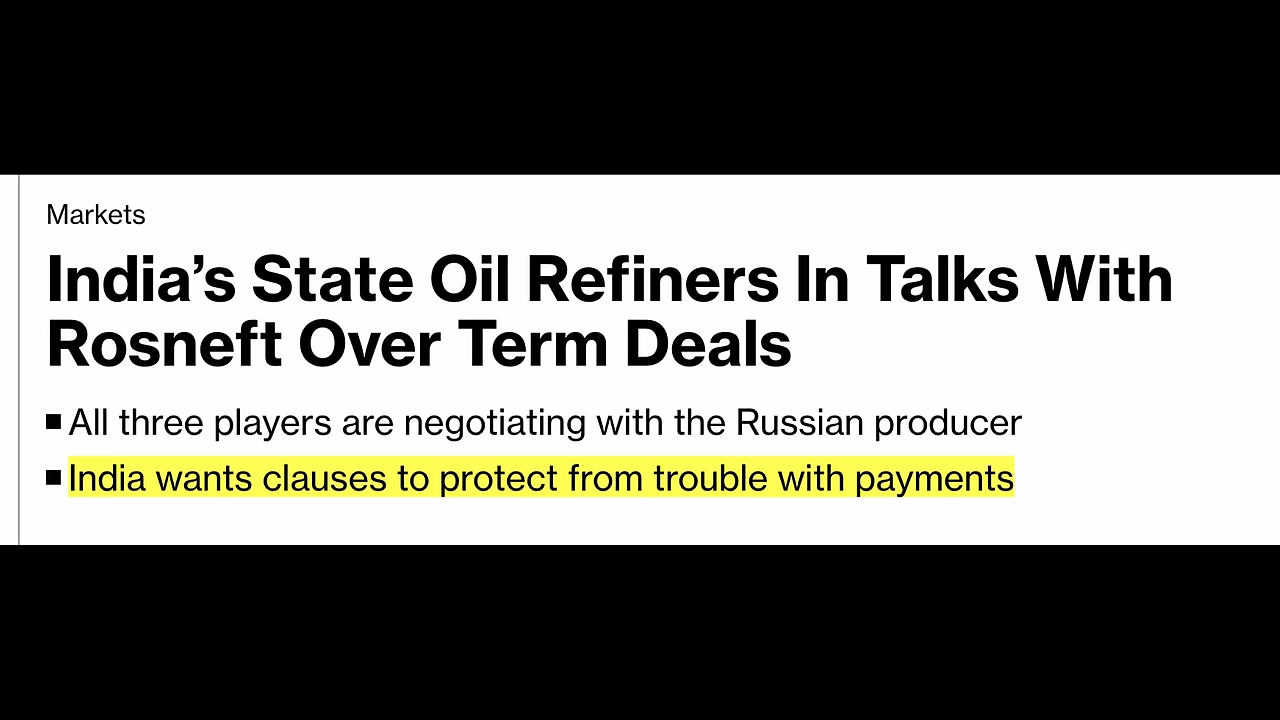 Markets
India’s State Oil Refiners In Talks With
Rosneft Over Term Deals
■ All three players are negotiating with the Russian producer
■ India wants clauses to protect from trouble with payments